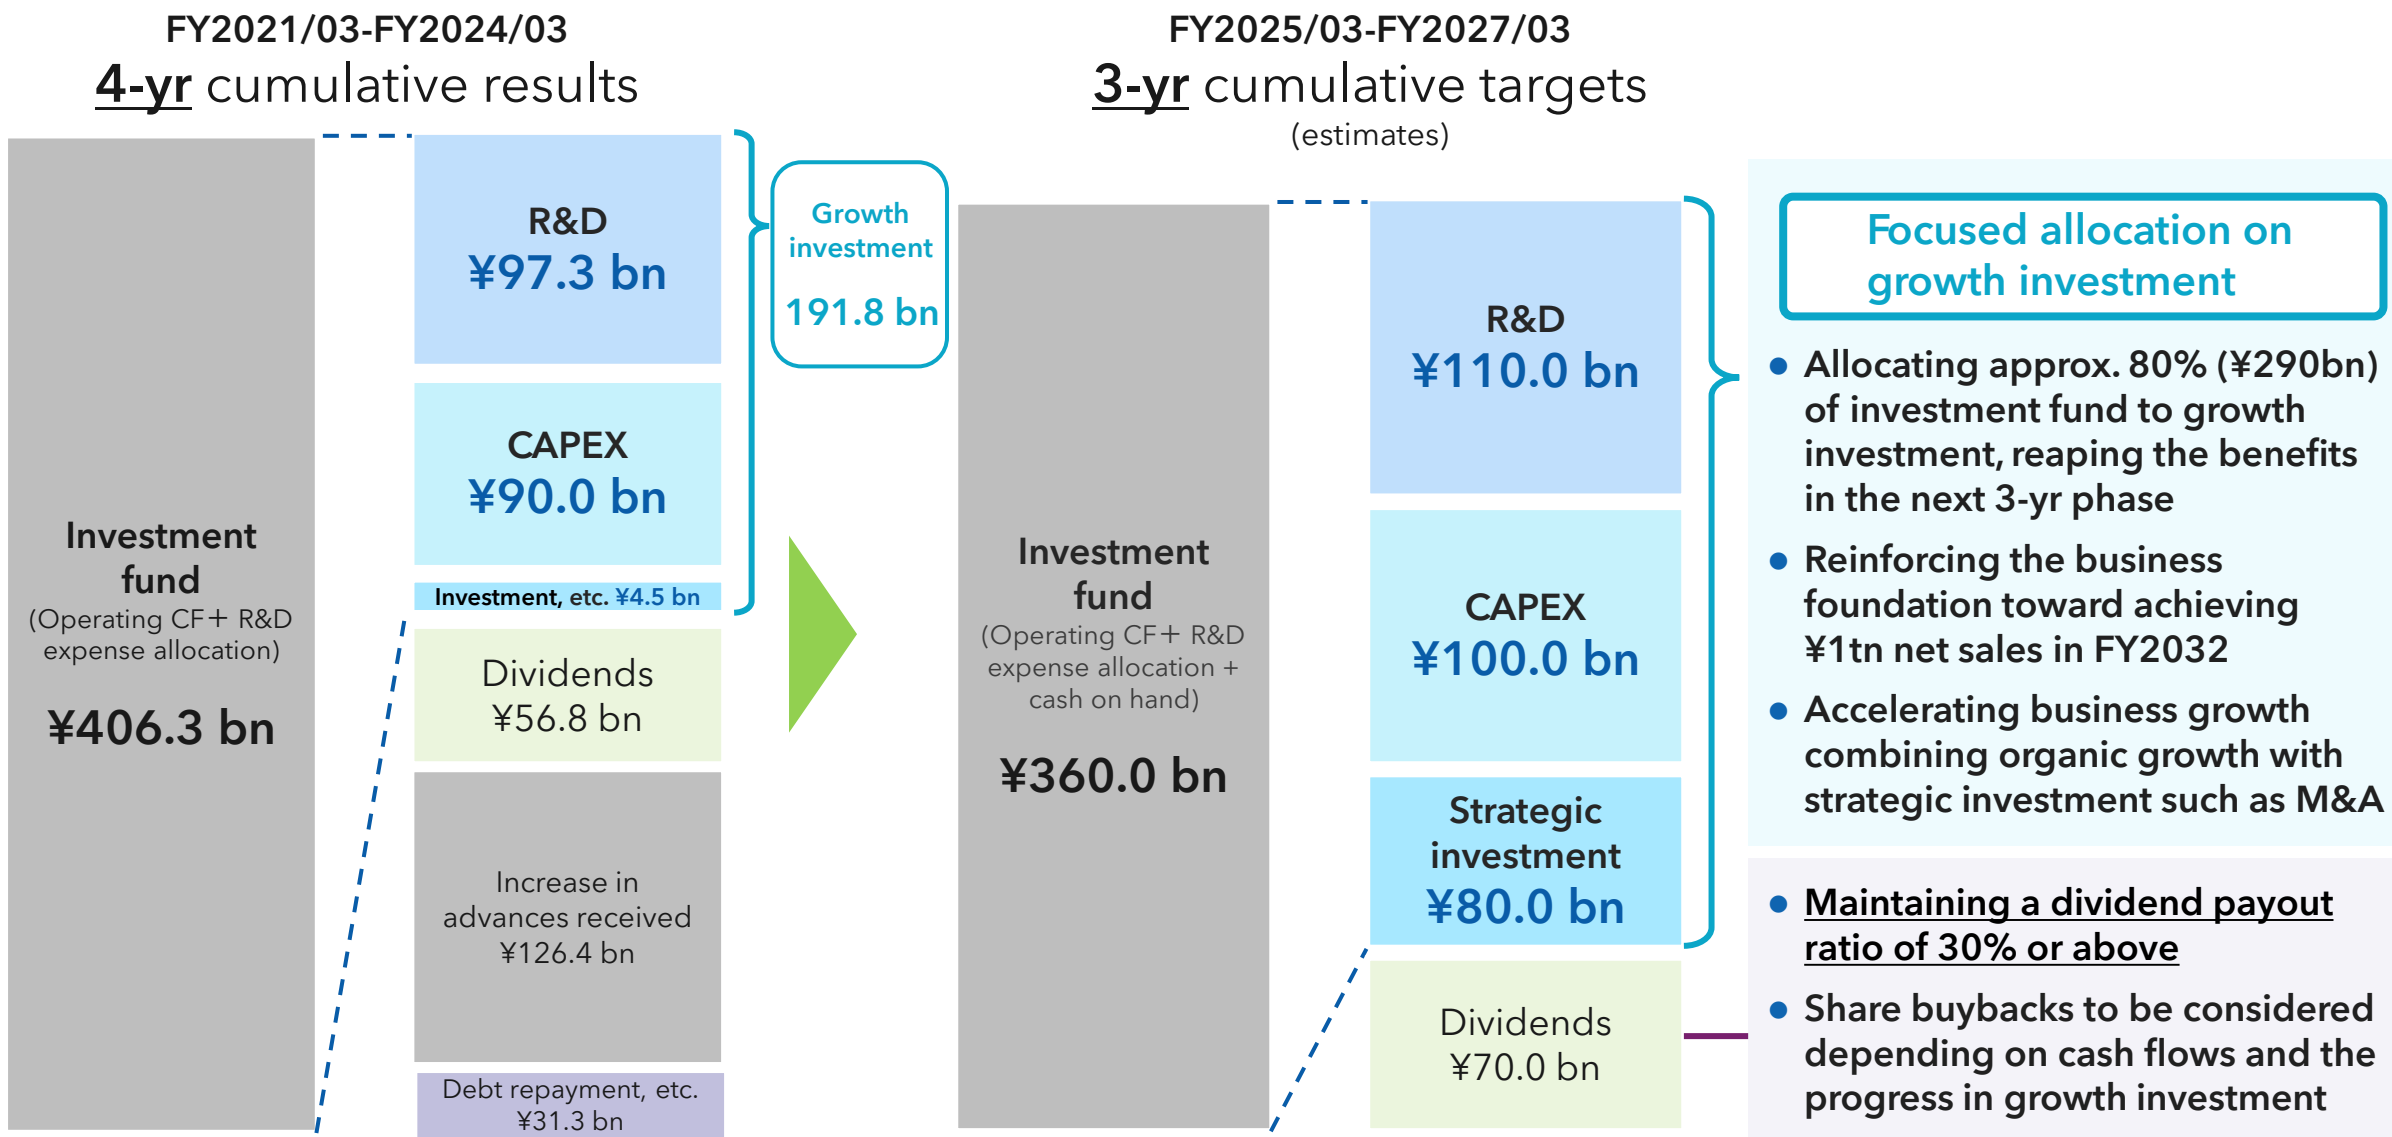 FY2021/03-FY2024/03
4-yr cumulative results
Investment
fund
(Operating CF+ R&D
expense allocation)
¥406.3 bn
R&D
¥97.3 bn
CAPEX
¥90.0 bn
Investment, etc. ¥4.5 bn
Dividends
¥56.8 bn
Increase in
advances received
¥126.4 bn
Debt repayment, etc.
¥31.3 bn
Growth
investment
191.8 bn
FY2025/03-FY2027/03
3-yr cumulative targets
(estimates)
Investment
fund
(Operating CF+ R&D
expense allocation +
cash on hand)
¥360.0 bn
R&D
¥110.0 bn
CAPEX
¥100.0 bn
Strategic
investment
¥80.0 bn
Dividends
¥70.0 bn
Focused allocation on
growth investment
● Allocating approx. 80% (¥290bn)
of investment fund to growth
investment, reaping the benefits
in the next 3-yr phase
● Reinforcing the business
foundation toward achieving
¥1tn net sales in FY2032
● Accelerating business growth
combining organic growth with
strategic investment such as M&A
● Maintaining a dividend payout
ratio of 30% or above
● Share buybacks to be considered
depending on cash flows and the
progress in growth investment